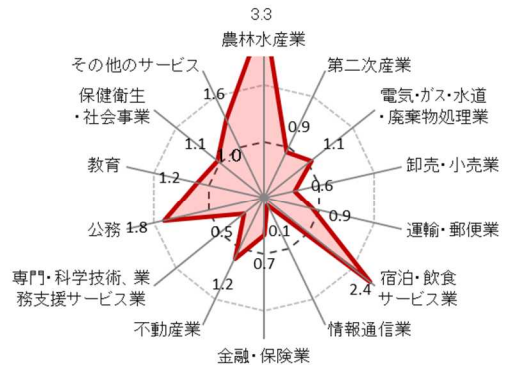 3.3
農林水産業
その他のサービス
第二次産業
保健衛生
・社会事業
電気・ガス・水道
・廃棄物処理業
1.6
0.9
1.1
1.0
1.1
教育
1.2
卸売・小売業
0.6
0.9
公務
1.8
0.5
0.1
運輸・郵便業
0.7
専門・科学技術、業
務支援サービス業
1.2
2.4
宿泊・飲食
サービス業
不動産業
情報通信業
金融・保険業